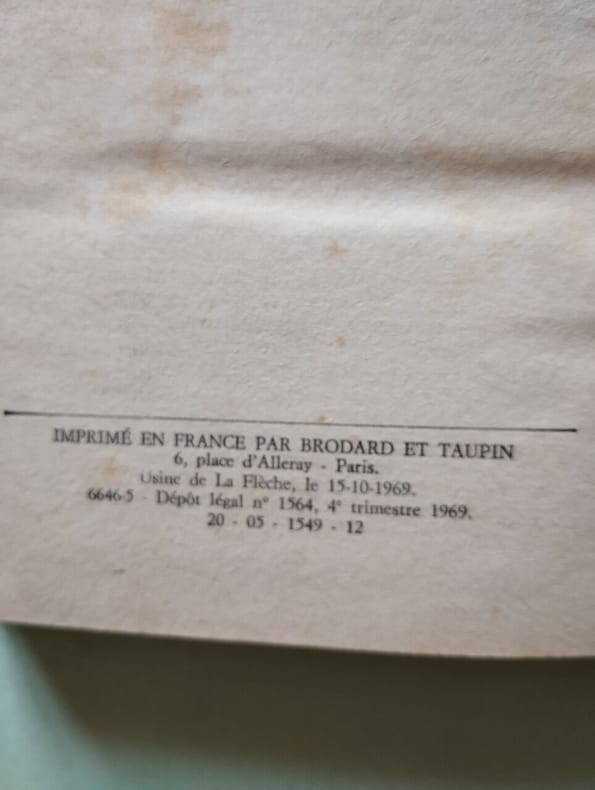 IMPRIMÉ EN FRANCE PAR BRODARD ET TAUPIN
6, place d'Alleray - Paris.
Usine de La Flèche, le 15-10-1969.
6646-5 - Dépôt légal n° 1564, 4e trimestre 1969.
20 - 05 - 1549 - 12